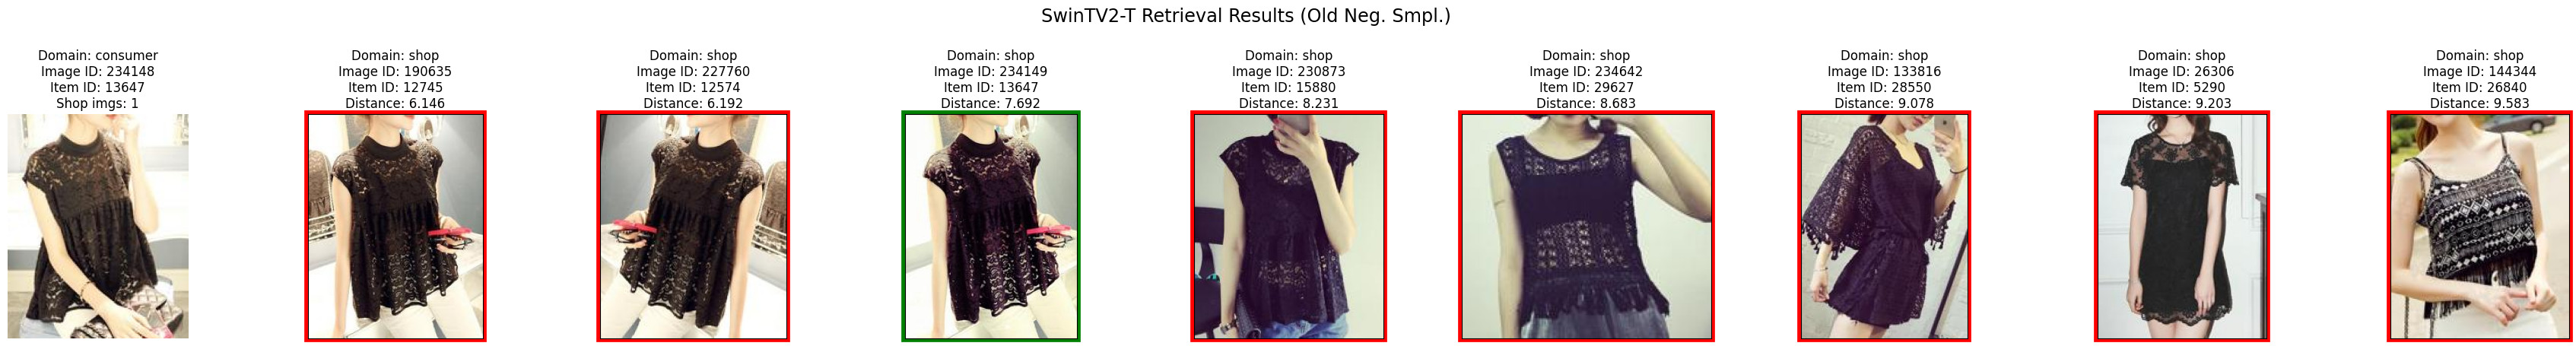 SwinTV2-T Retrieval Results (Old Neg. Smpl.)
Domain: consumer
Image ID: 234148
Item ID: 13647
Shop imgs: 1
Domain: shop
Image ID: 190635
Item ID: 12745
Distance: 6.146
Domain: shop
Image ID: 227760
Item ID: 12574
Distance: 6.192
Domain: shop
Image ID: 234149
Item ID: 13647
Distance: 7.692
Domain: shop
Image ID: 230873
Item ID: 15880
Distance: 8.231
Domain: shop
Image ID: 234642
Item ID: 29627
Distance: 8.683
Domain: shop
Image ID: 133816
Item ID: 28550
Distance: 9.078
Domain: shop
Image ID: 26306
Item ID: 5290
Distance: 9.203
Domain: shop
Image ID: 144344
Item ID: 26840
Distance: 9.583